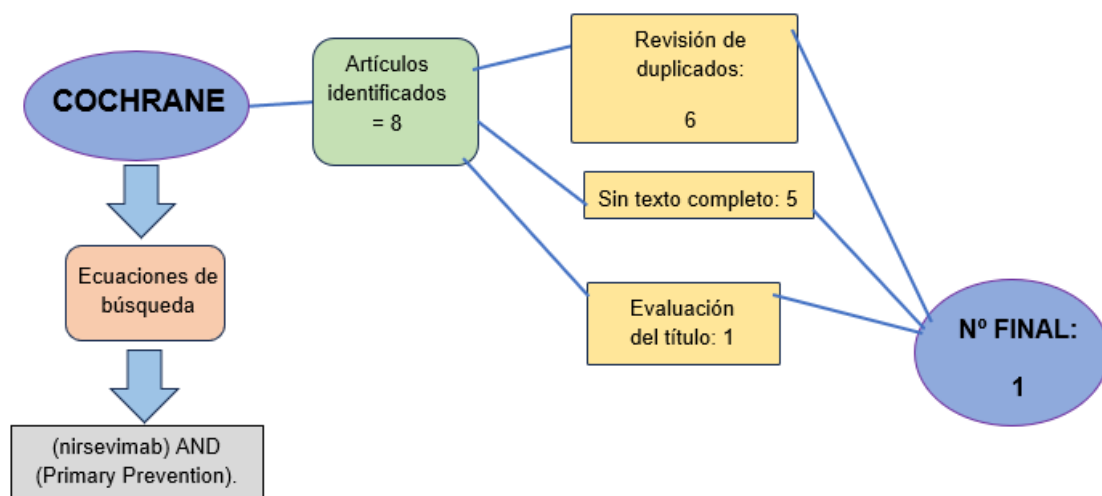 COCHRANE
Artículos
identificados
= 8
Revisión de
duplicados:
6
Sin texto completo: 5
Evaluación
del título: 1
Nº FINAL:
1
Ecuaciones de
búsqueda
(nirsevimab) AND
(Primary Prevention).